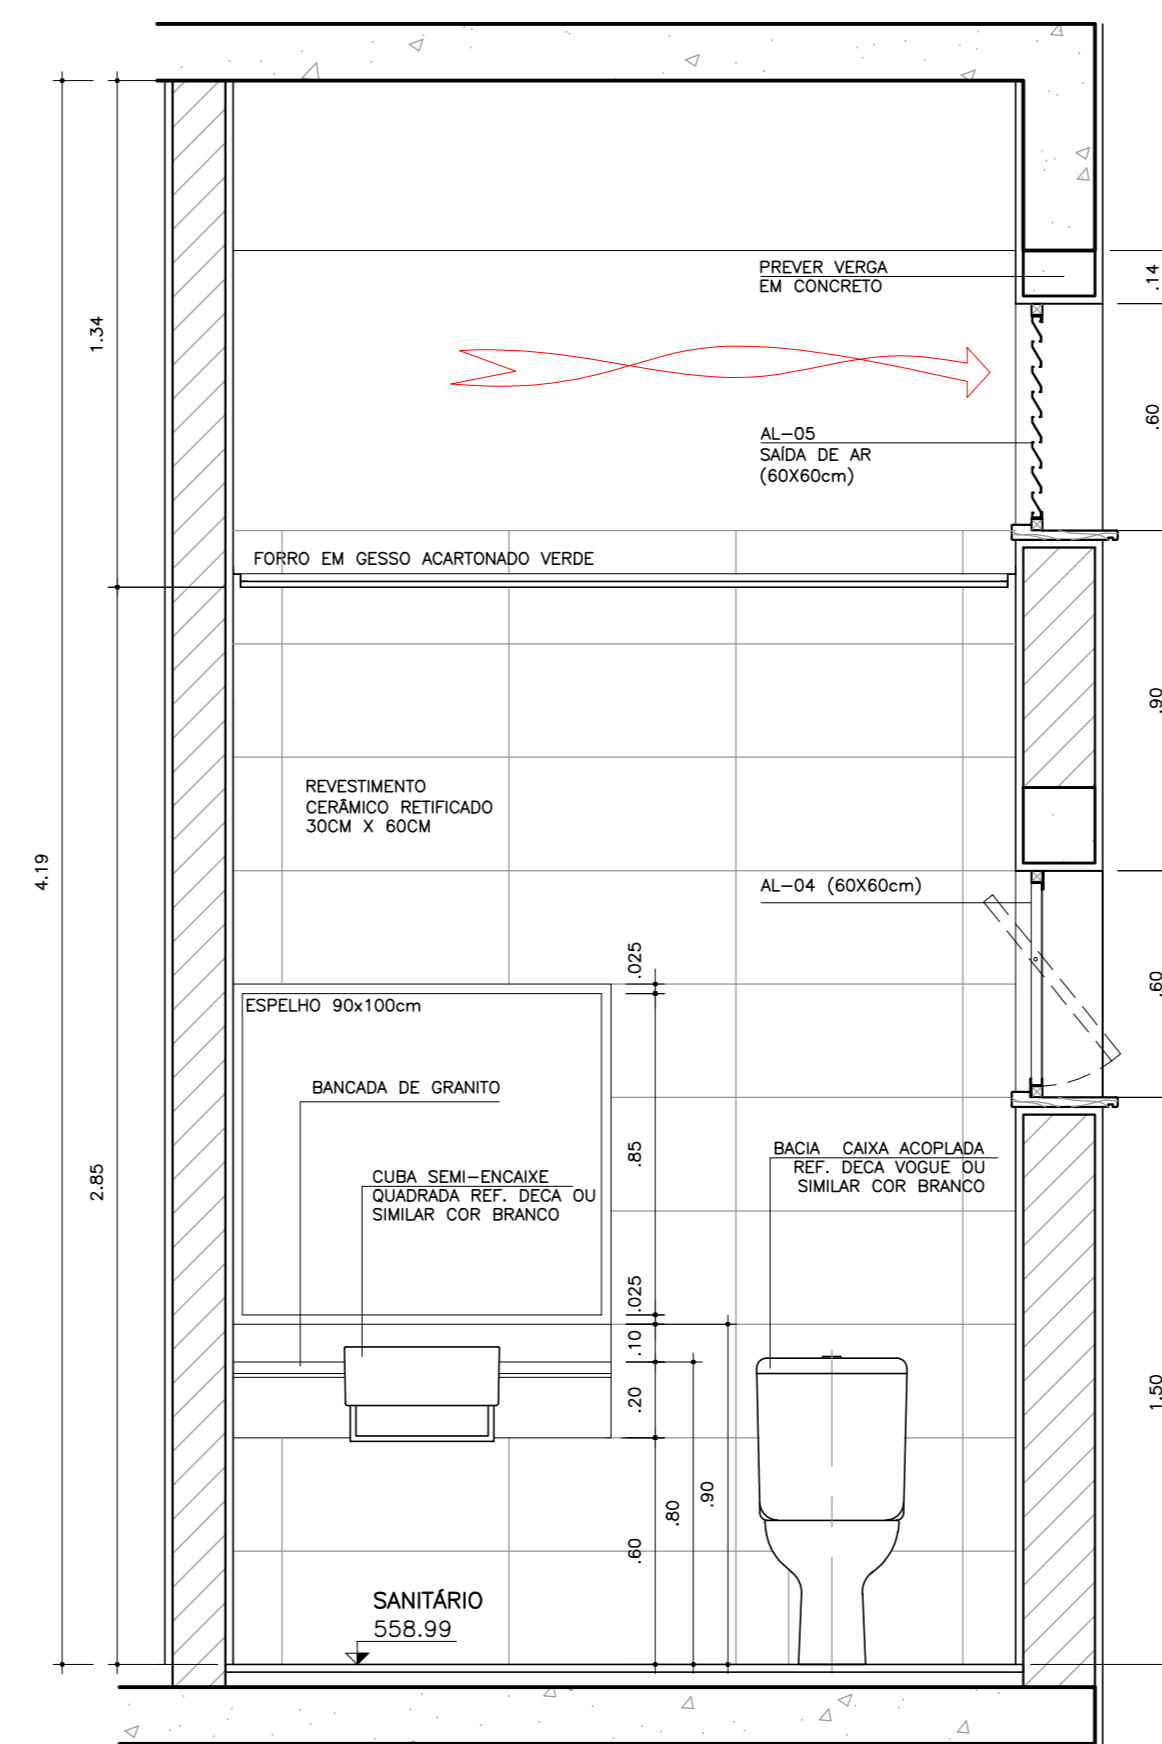 PREVER VERGA
EM CONCRETO
.14
1.34
.60
AL-05
SAÍDA DE AR
(60X60cm)
FORRO EM GESSO ACARTONADO VERDE
.90
REVESTIMENTO
CERÂMICO RETIFICADO
30CM X 60CM
4.19
AL-04 (60X60cm)
.025
.60
ESPELHO 90x100cm
BANCADA DE GRANITO
2.85
.85
BACIA CAIXA ACOPLADA
REF. DECA VOGUE OU
SIMILAR COR BRANCO
CUBA SEMI-ENCAIXE
QUADRADA REF. DECA OU
SIMILAR COR BRANCO
.025
.10
.20
1.50
.90
.80
.60
SANITÁRIO
558.99